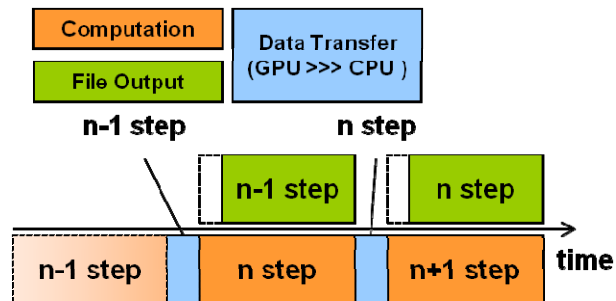 Computation
Data Transfer
(GPU >>> CPU )
File Output
n-1 step
n step
n-1 step
n step
time
n-1 step
n step
n+1 step